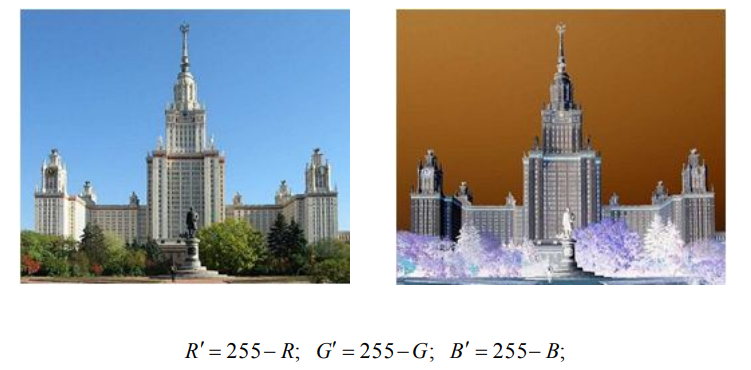 R′ = 255 − R;  G′ = 255 − G;  B′ = 255 − B;